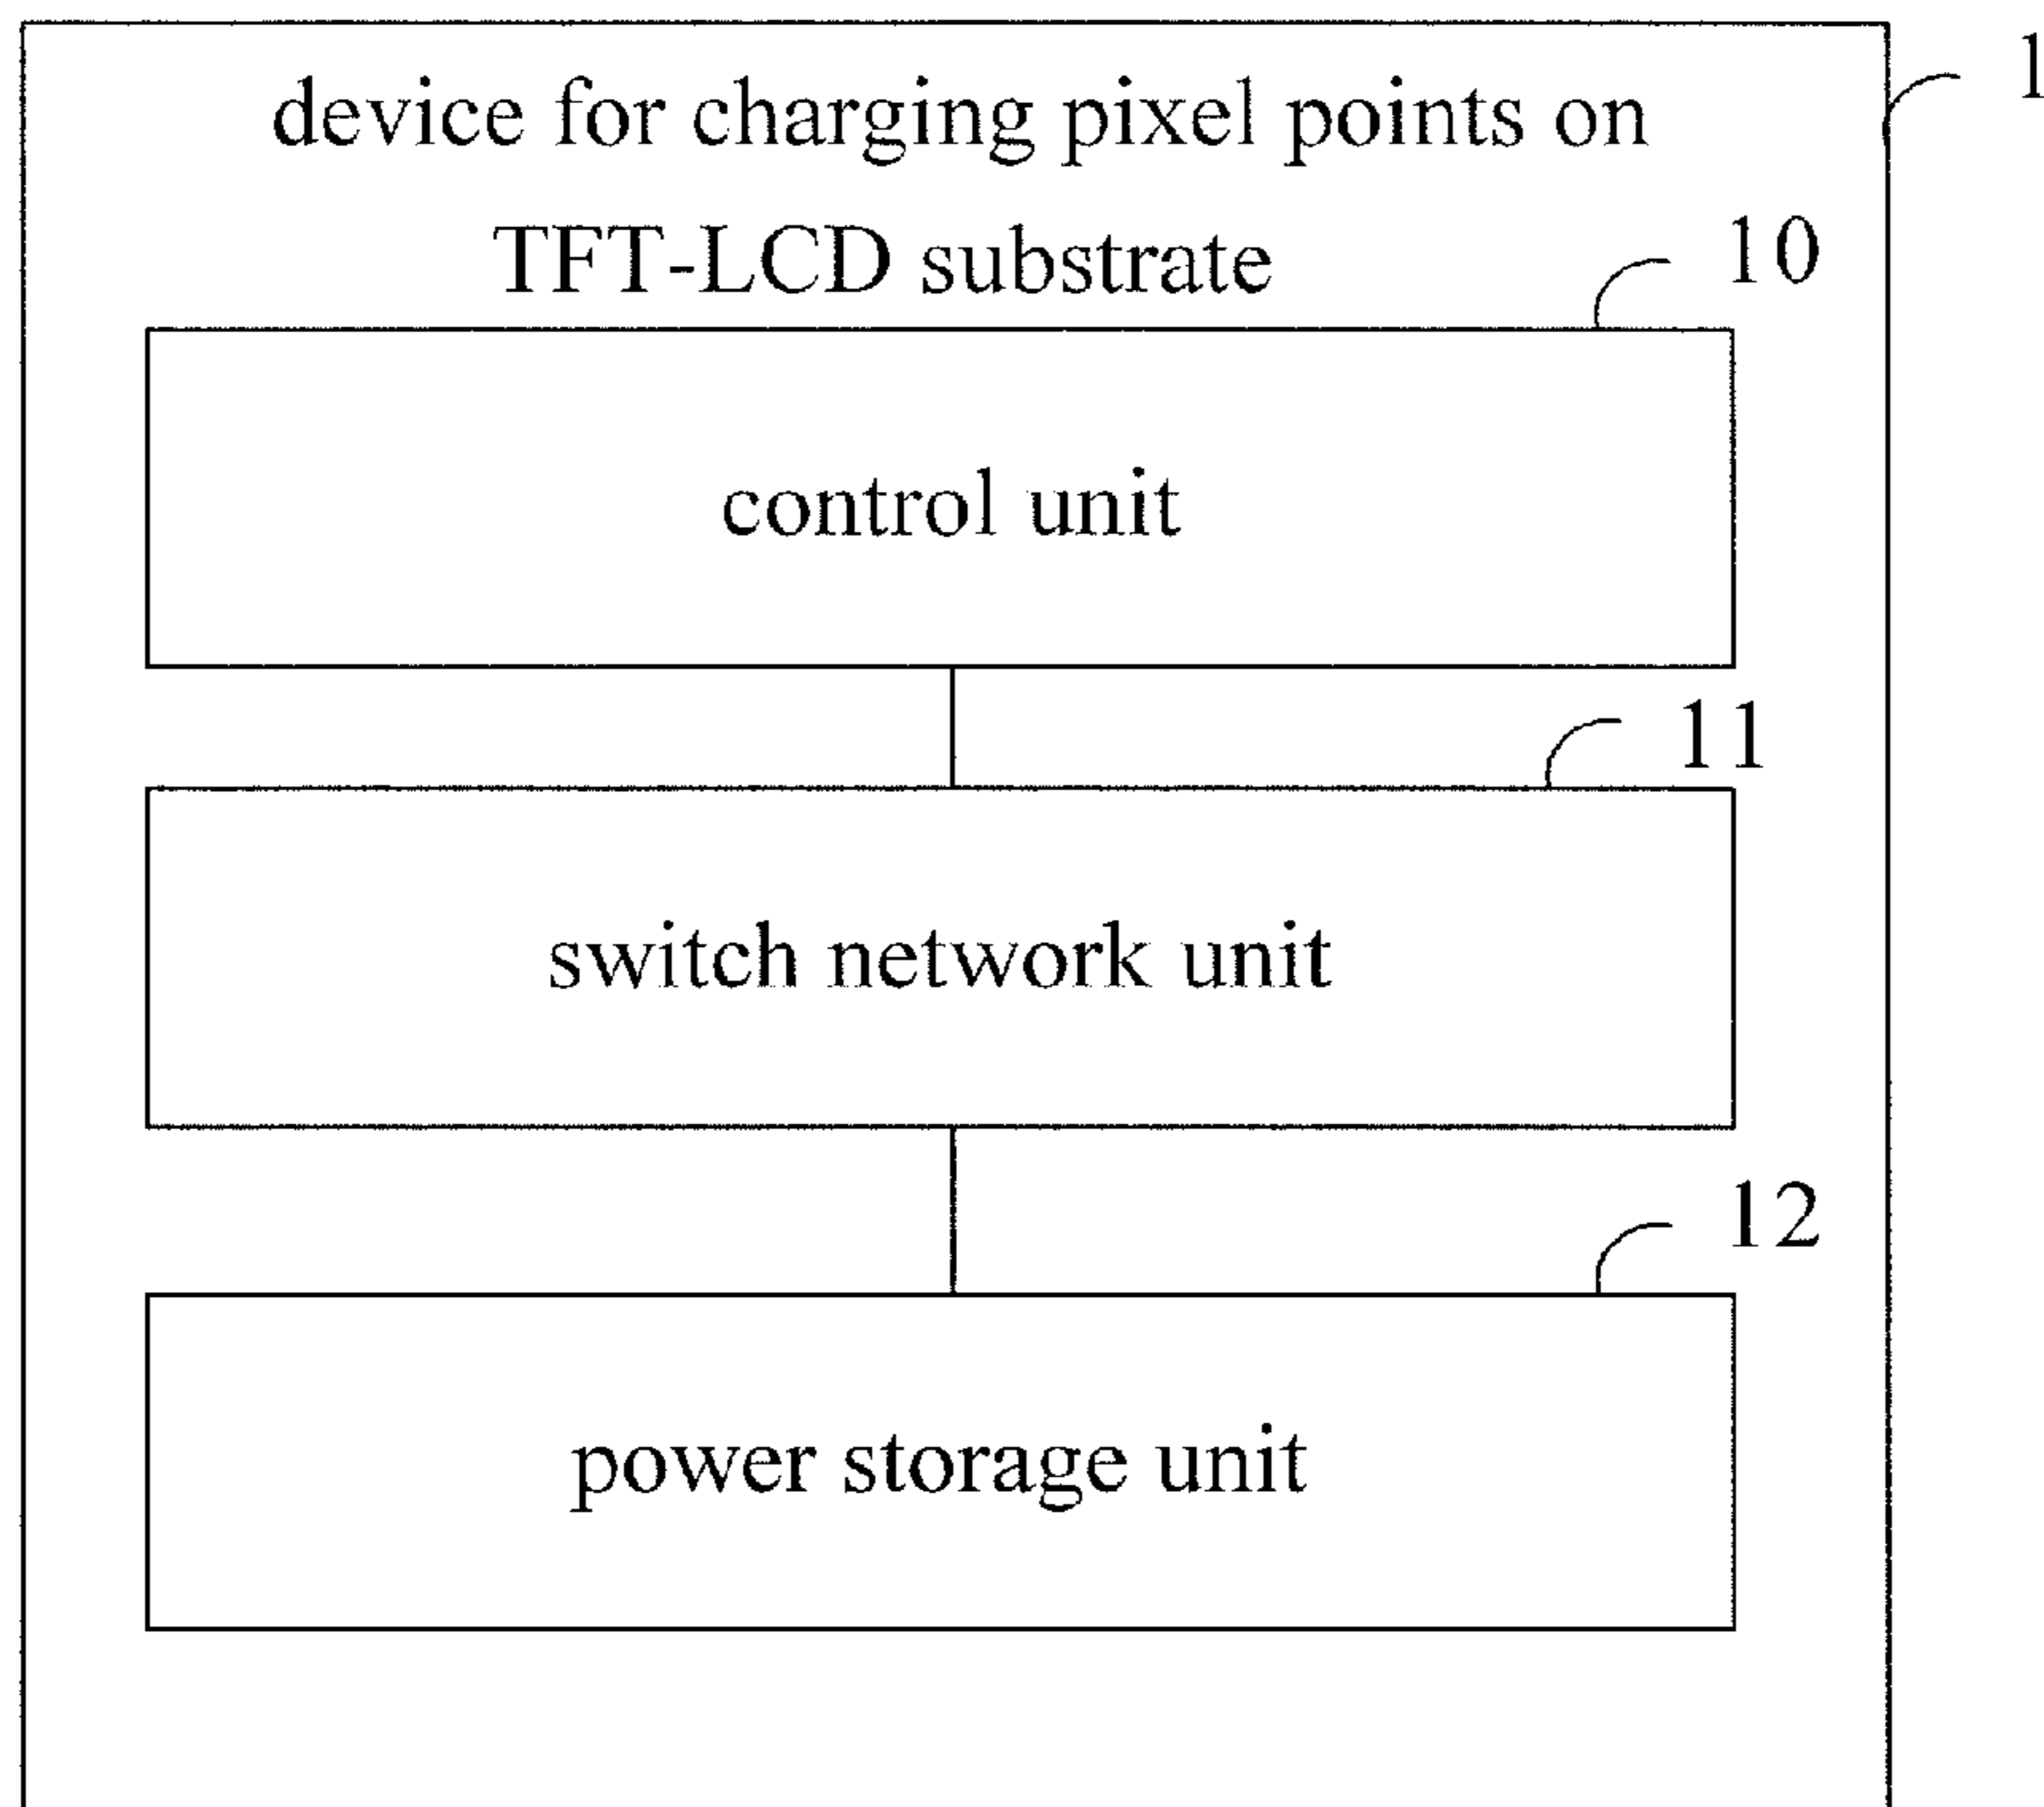 device for charging pixel points on
1
TFT-LCD substrate
10
control unit
11
switch network unit
12
power storage unit